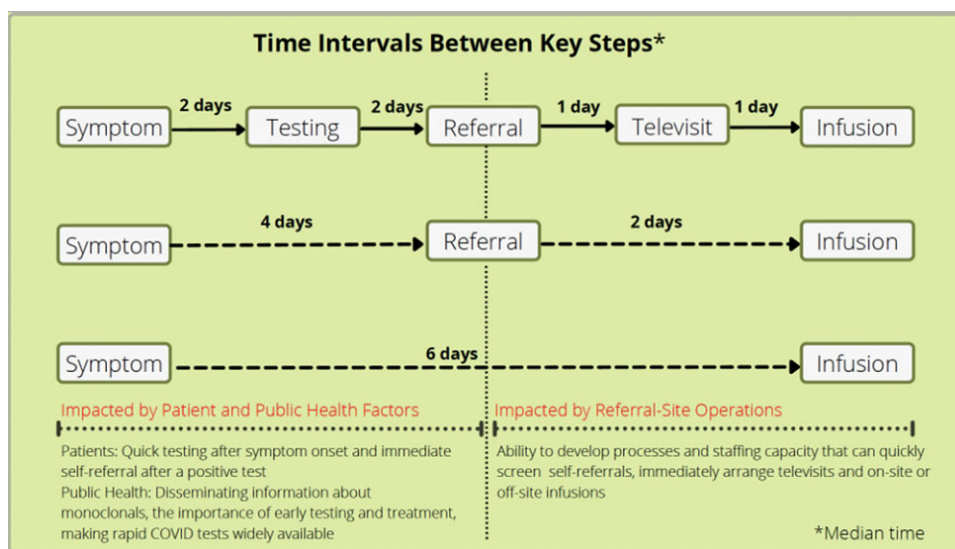 Time Intervals Between Key Steps*
2 days
2 days
1 day
1 day
Symptom
Testing
Referral
Televisit
Infusion
4 days
2 days
Symptom
Referral
Infusion
6 days
Symptom
Infusion
Impacted by Patient and Public Health Factors
Patients: Quick testing after symptom onset and immediate
self-referral after a positive test
Public Health: Disseminating information about
monoclonals, the importance of early testing and treatment,
making rapid COVID tests widely available
Impacted by Referral-Site Operations
Ability to develop processes and staffing capacity that can quickly
screen self-referrals, immediately arrange televisits and on-site or
off-site infusions
*Median time